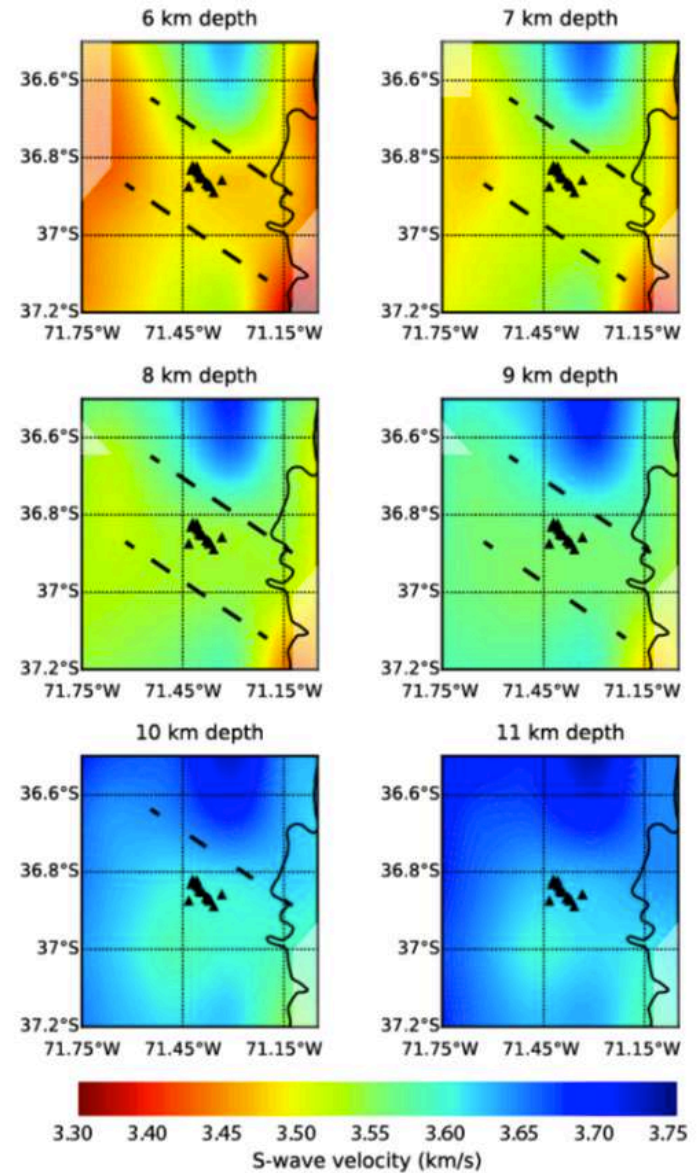 6 km depth
7 km depth
36.6°S
36.6°S
36.8°S
36.8°S
37°S
37°S
37.2°S
37.2°S
71.75°W 71.45°W 71.15°W
71.75°W 71.45°W 71.15°W
8 km depth
9 km depth
36.6°S
36.6°S
36.8°S
36.8°S
37°S
37°S
37.2°S
37.2°S
71.75°W 71.45°W 71.15°W
71.75°W 71.45°W 71.15°W
10 km depth
11 km depth
36.6°S
36.6°S
36.8°S
36.8°S
37°S
37°S
37.2°S
37.2°S
71.75°W 71.45°W 71.15°W
71.75°W 71.45°W 71.15°W
3.30 3.40 3.45 3.50 3.55 3.60 3.65 3.70 3.75
S-wave velocity (km/s)